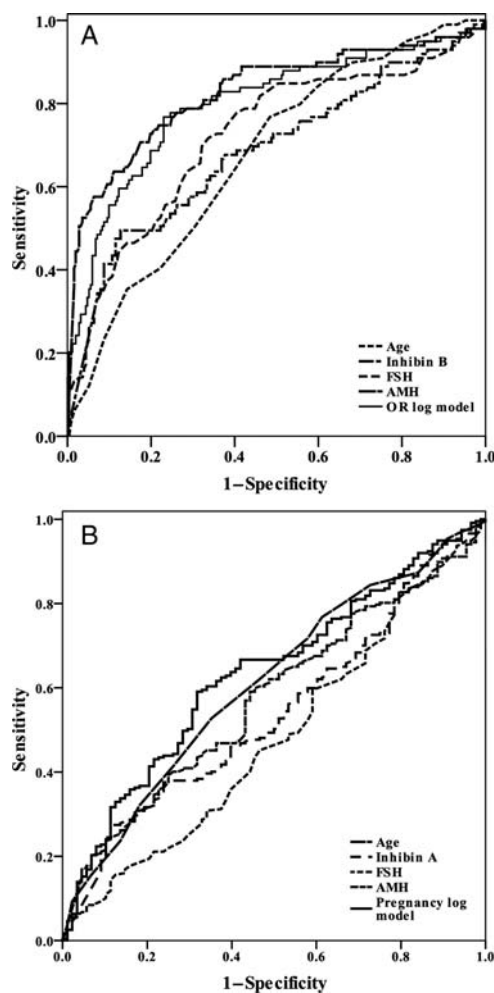 A
1.0
0.8
0.6
0.4
0.2
0.0
Sensitivity
Age
Inhibin B
FSH
AMH
OR log model
0.0 0.2 0.4 0.6 0.8 1.0
1–Specificity
B
1.0
0.8
0.6
0.4
0.2
0.0
Sensitivity
Age
Inhibin A
FSH
AMH
Pregnancy log
model
0.0 0.2 0.4 0.6 0.8 1.0
1–Specificity